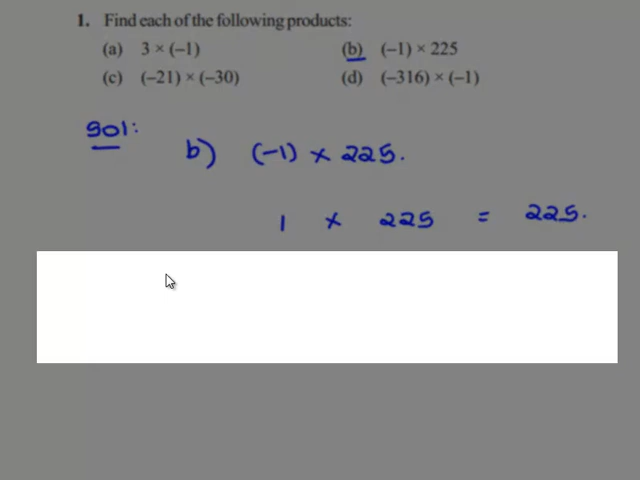 1. Find each of the following products:
(a) 3 × (–1) (b) (–1) × 225
(c) (–21) × (–30) (d) (–316) × (–1)
Sol:
b) (-1) × 225.
1 × 225 = 225.